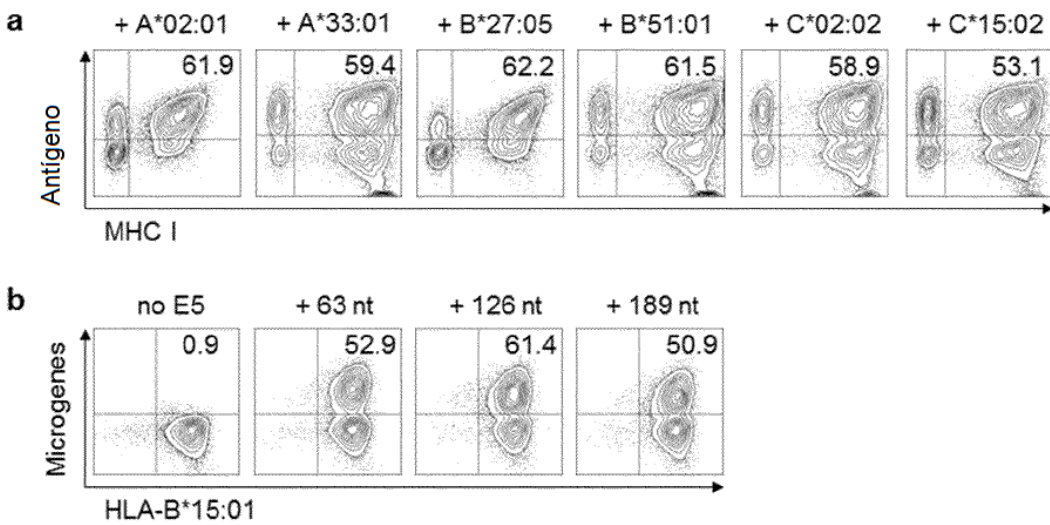 a
+ A*02:01 + A*33:01 + B*27:05 + B*51:01 + C*02:02 + C*15:02
61.9 59.4 62.2 61.5 58.9 53.1
Antígeno
MHC I
b
no E5 + 63 nt + 126 nt + 189 nt
0.9 52.9 61.4 50.9
Microgenes
HLA-B*15:01